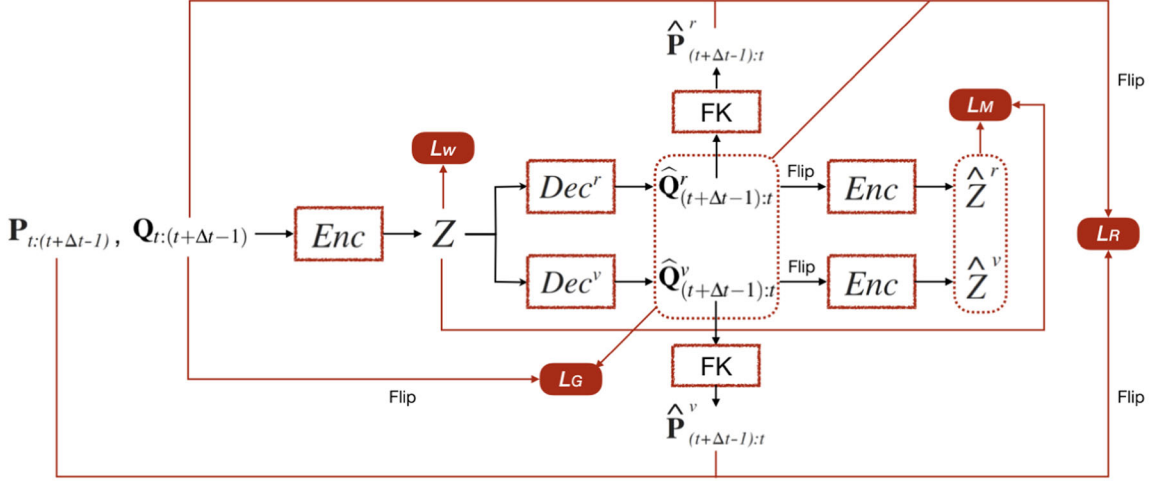 P̂^r_(t+Δt-1):t
FK
Flip
L_M
L_W
Dec^r
Q̂^r_(t+Δt-1):t
Flip
Enc
Ẑ^r
P_t:(t+Δt-1) , Q_t:(t+Δt-1)
Enc
Z
L_R
Dec^v
Q̂^v_(t+Δt-1):t
Flip
Enc
Ẑ^v
FK
L_G
Flip
Flip
P̂^v_(t+Δt-1):t